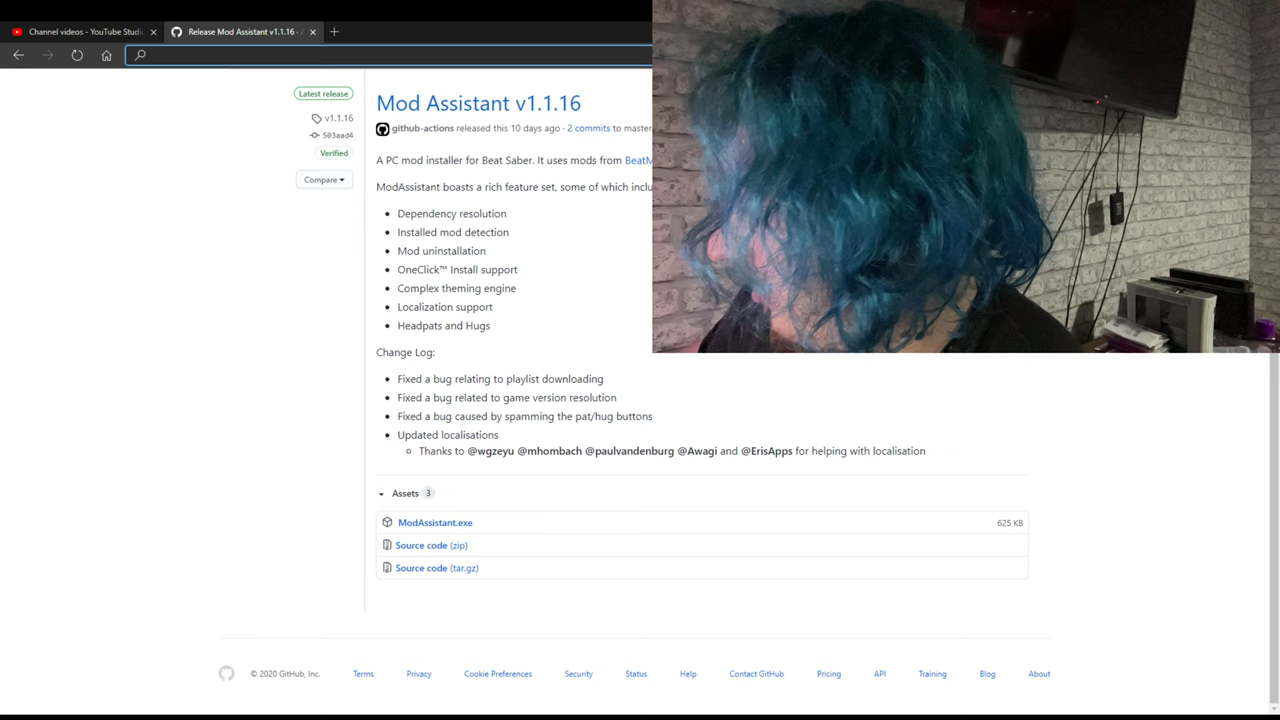 Channel videos - YouTube Studio
Release Mod Assistant v1.1.16 -
Latest release
v1.1.16
503aad4
Verified
Compare
Mod Assistant v1.1.16
github-actions released this 10 days ago · 2 commits to master
A PC mod installer for Beat Saber. It uses mods from
ModAssistant boasts a rich feature set, some of which
Dependency resolution
Installed mod detection
Mod uninstallation
OneClick™ Install support
Complex theming engine
Localization support
Headpats and Hugs
Change Log:
Fixed a bug relating to playlist downloading
Fixed a bug related to game version resolution
Fixed a bug caused by spamming the pat/hug buttons
Updated localisations
Thanks to @wgzeyu @mhombach @paulvandenburg @Awagi and @ErisApps for helping with localisation
Assets 3
ModAssistant.exe 625 KB
Source code (zip)
Source code (tar.gz)
© 2020 GitHub, Inc. Terms Privacy Cookie Preferences Security Status Help Contact GitHub Pricing API Training Blog About